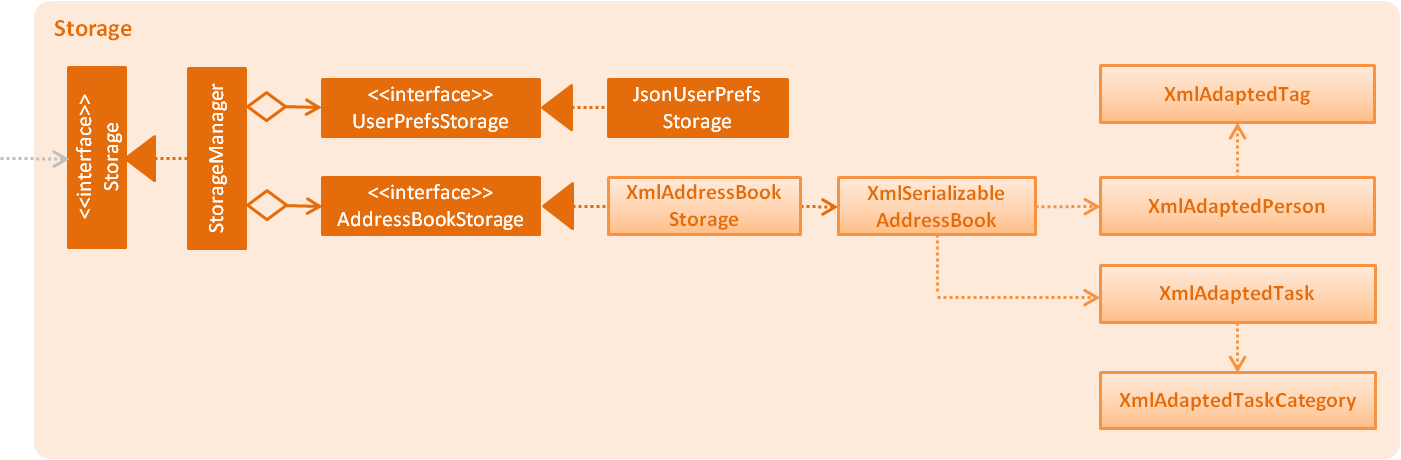 Storage
<<interface>>
Storage
StorageManager
<<interface>>
UserPrefsStorage
JsonUserPrefs
Storage
<<interface>>
AddressBookStorage
XmlAddressBook
Storage
XmlSerializable
AddressBook
XmlAdaptedTag
XmlAdaptedPerson
XmlAdaptedTask
XmlAdaptedTaskCategory